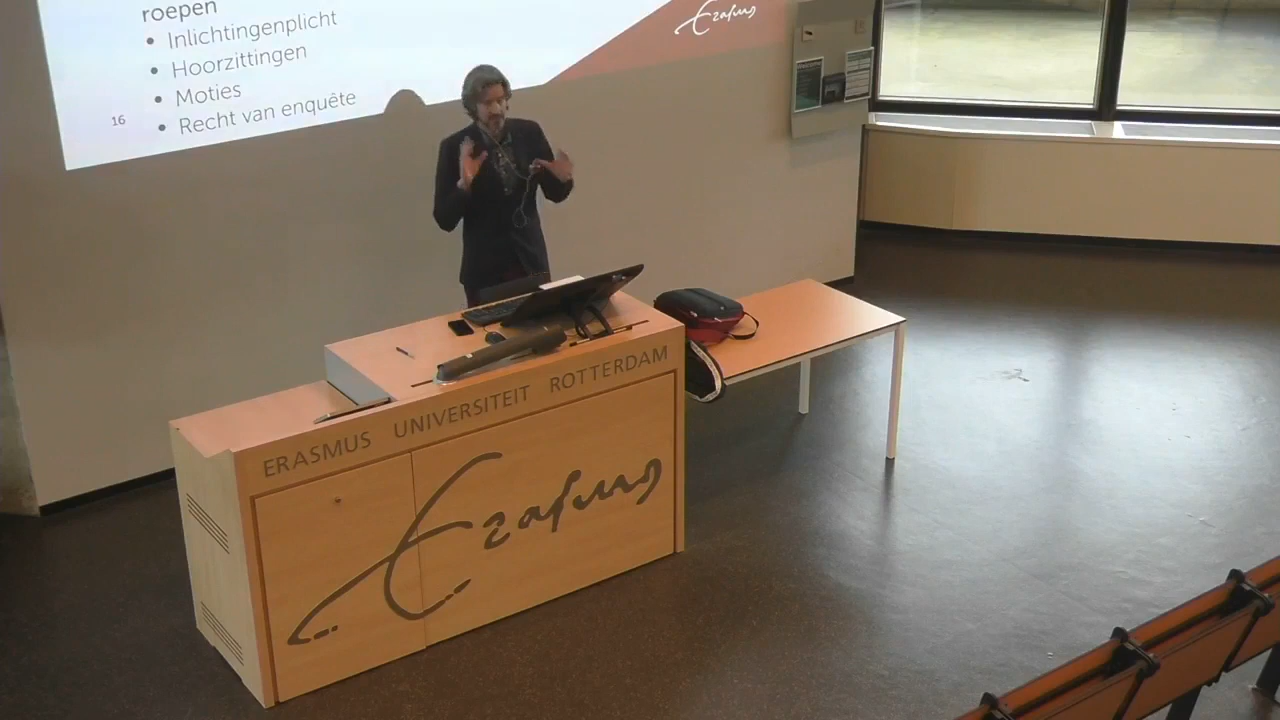 roepen
• Inlichtingenplicht
• Hoorzittingen
• Moties
• Recht van enquête
16
Erasmus
ERASMUS UNIVERSITEIT ROTTERDAM
Erasmus